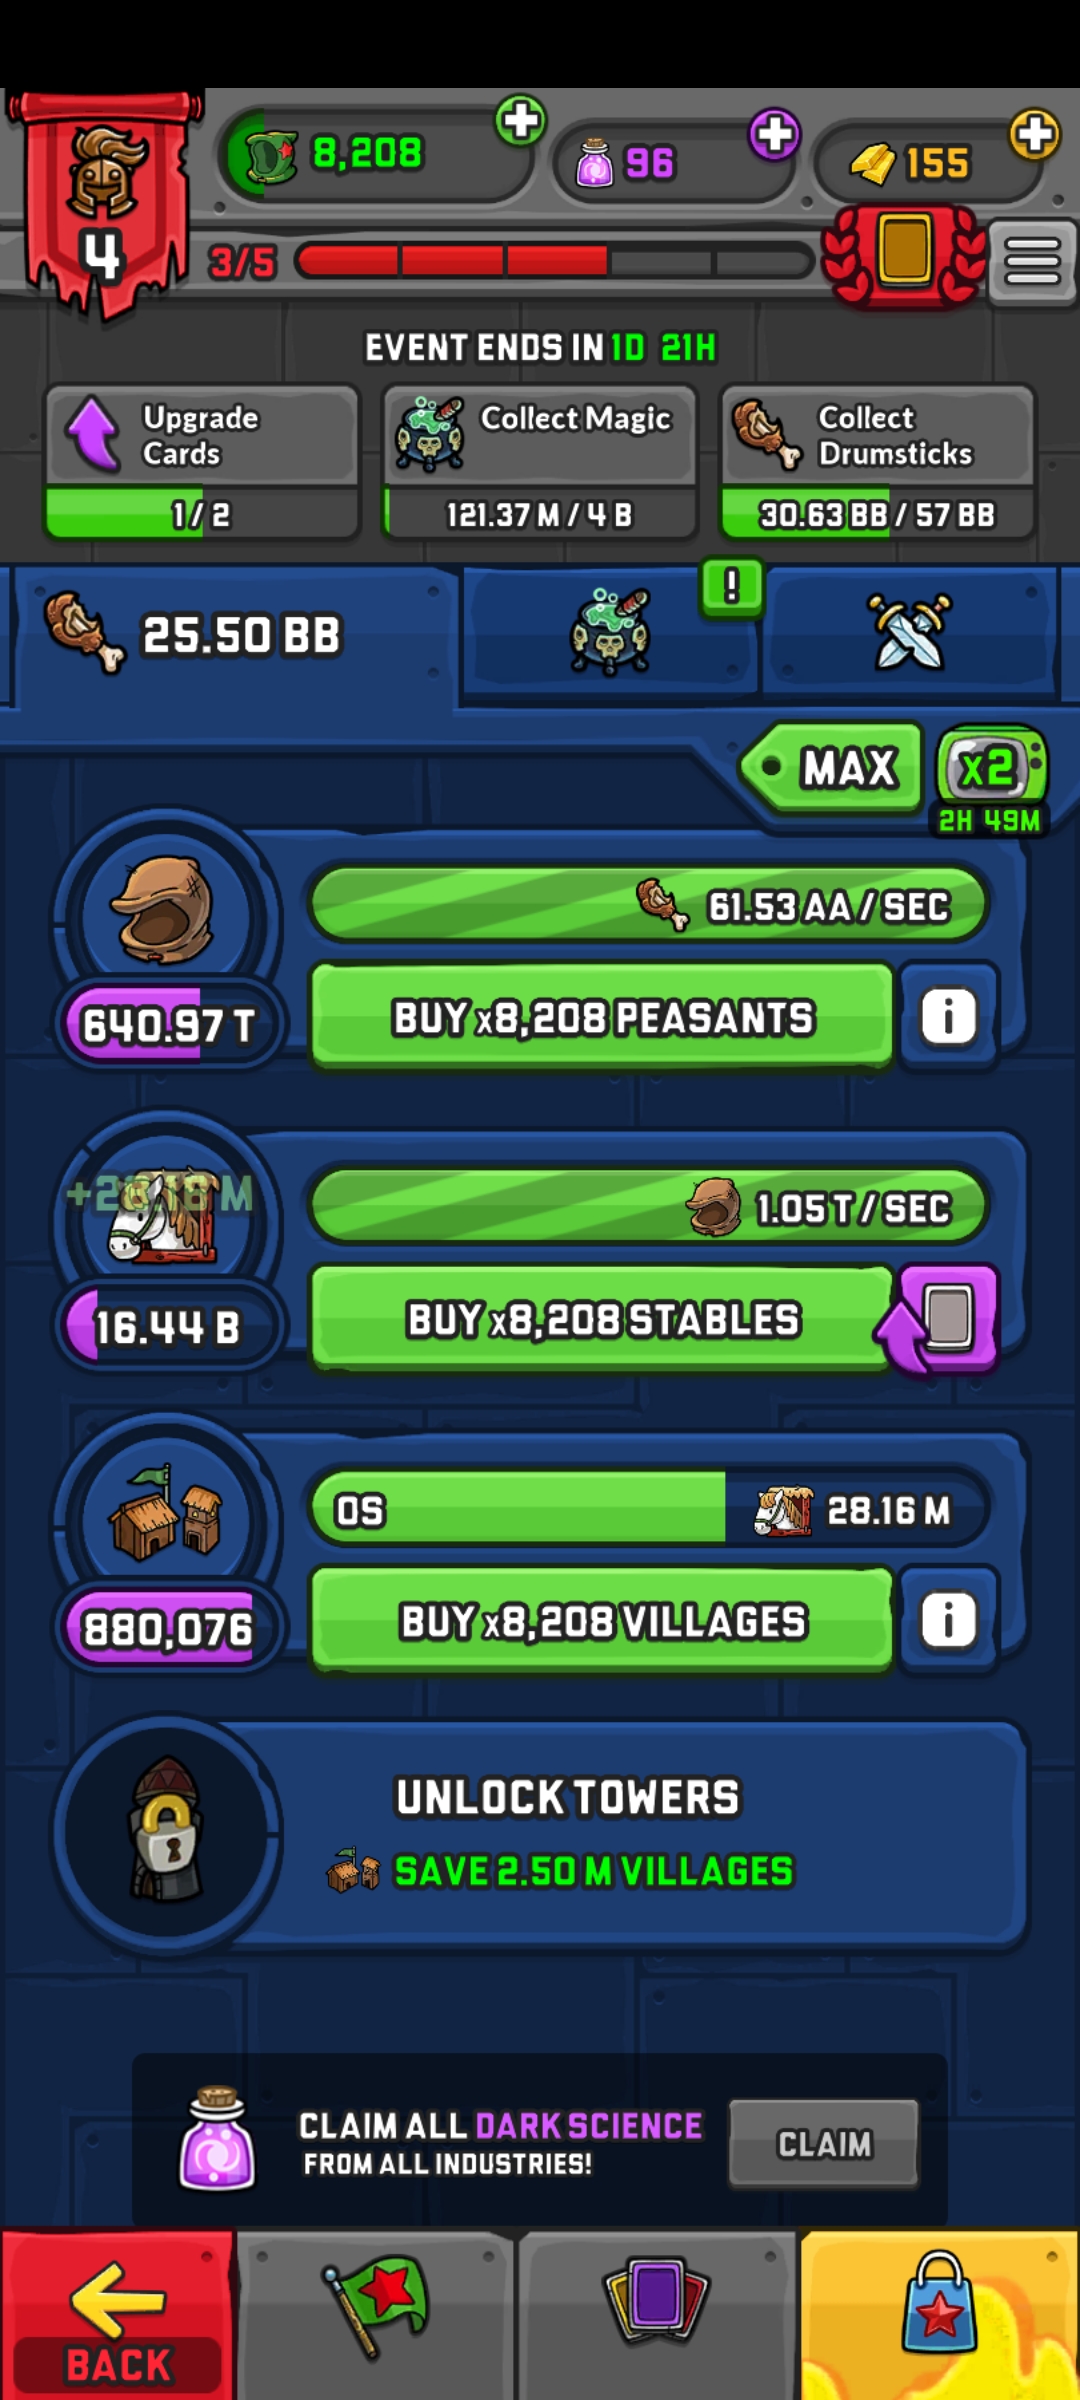 8,208
96
155
4
3/5
EVENT ENDS IN 1D 21H
Upgrade
Cards
1/2
Collect Magic
121.37 M / 4 B
Collect
Drumsticks
30.63 BB / 57 BB
25.50 BB
!
MAX
x2
2H 49M
61.53 AA / SEC
640.97 T
BUY x8,208 PEASANTS
i
1.05 T / SEC
16.44 B
BUY x8,208 STABLES
0S
28.16 M
880,076
BUY x8,208 VILLAGES
i
UNLOCK TOWERS
SAVE 2.50 M VILLAGES
CLAIM ALL DARK SCIENCE
FROM ALL INDUSTRIES!
CLAIM
BACK